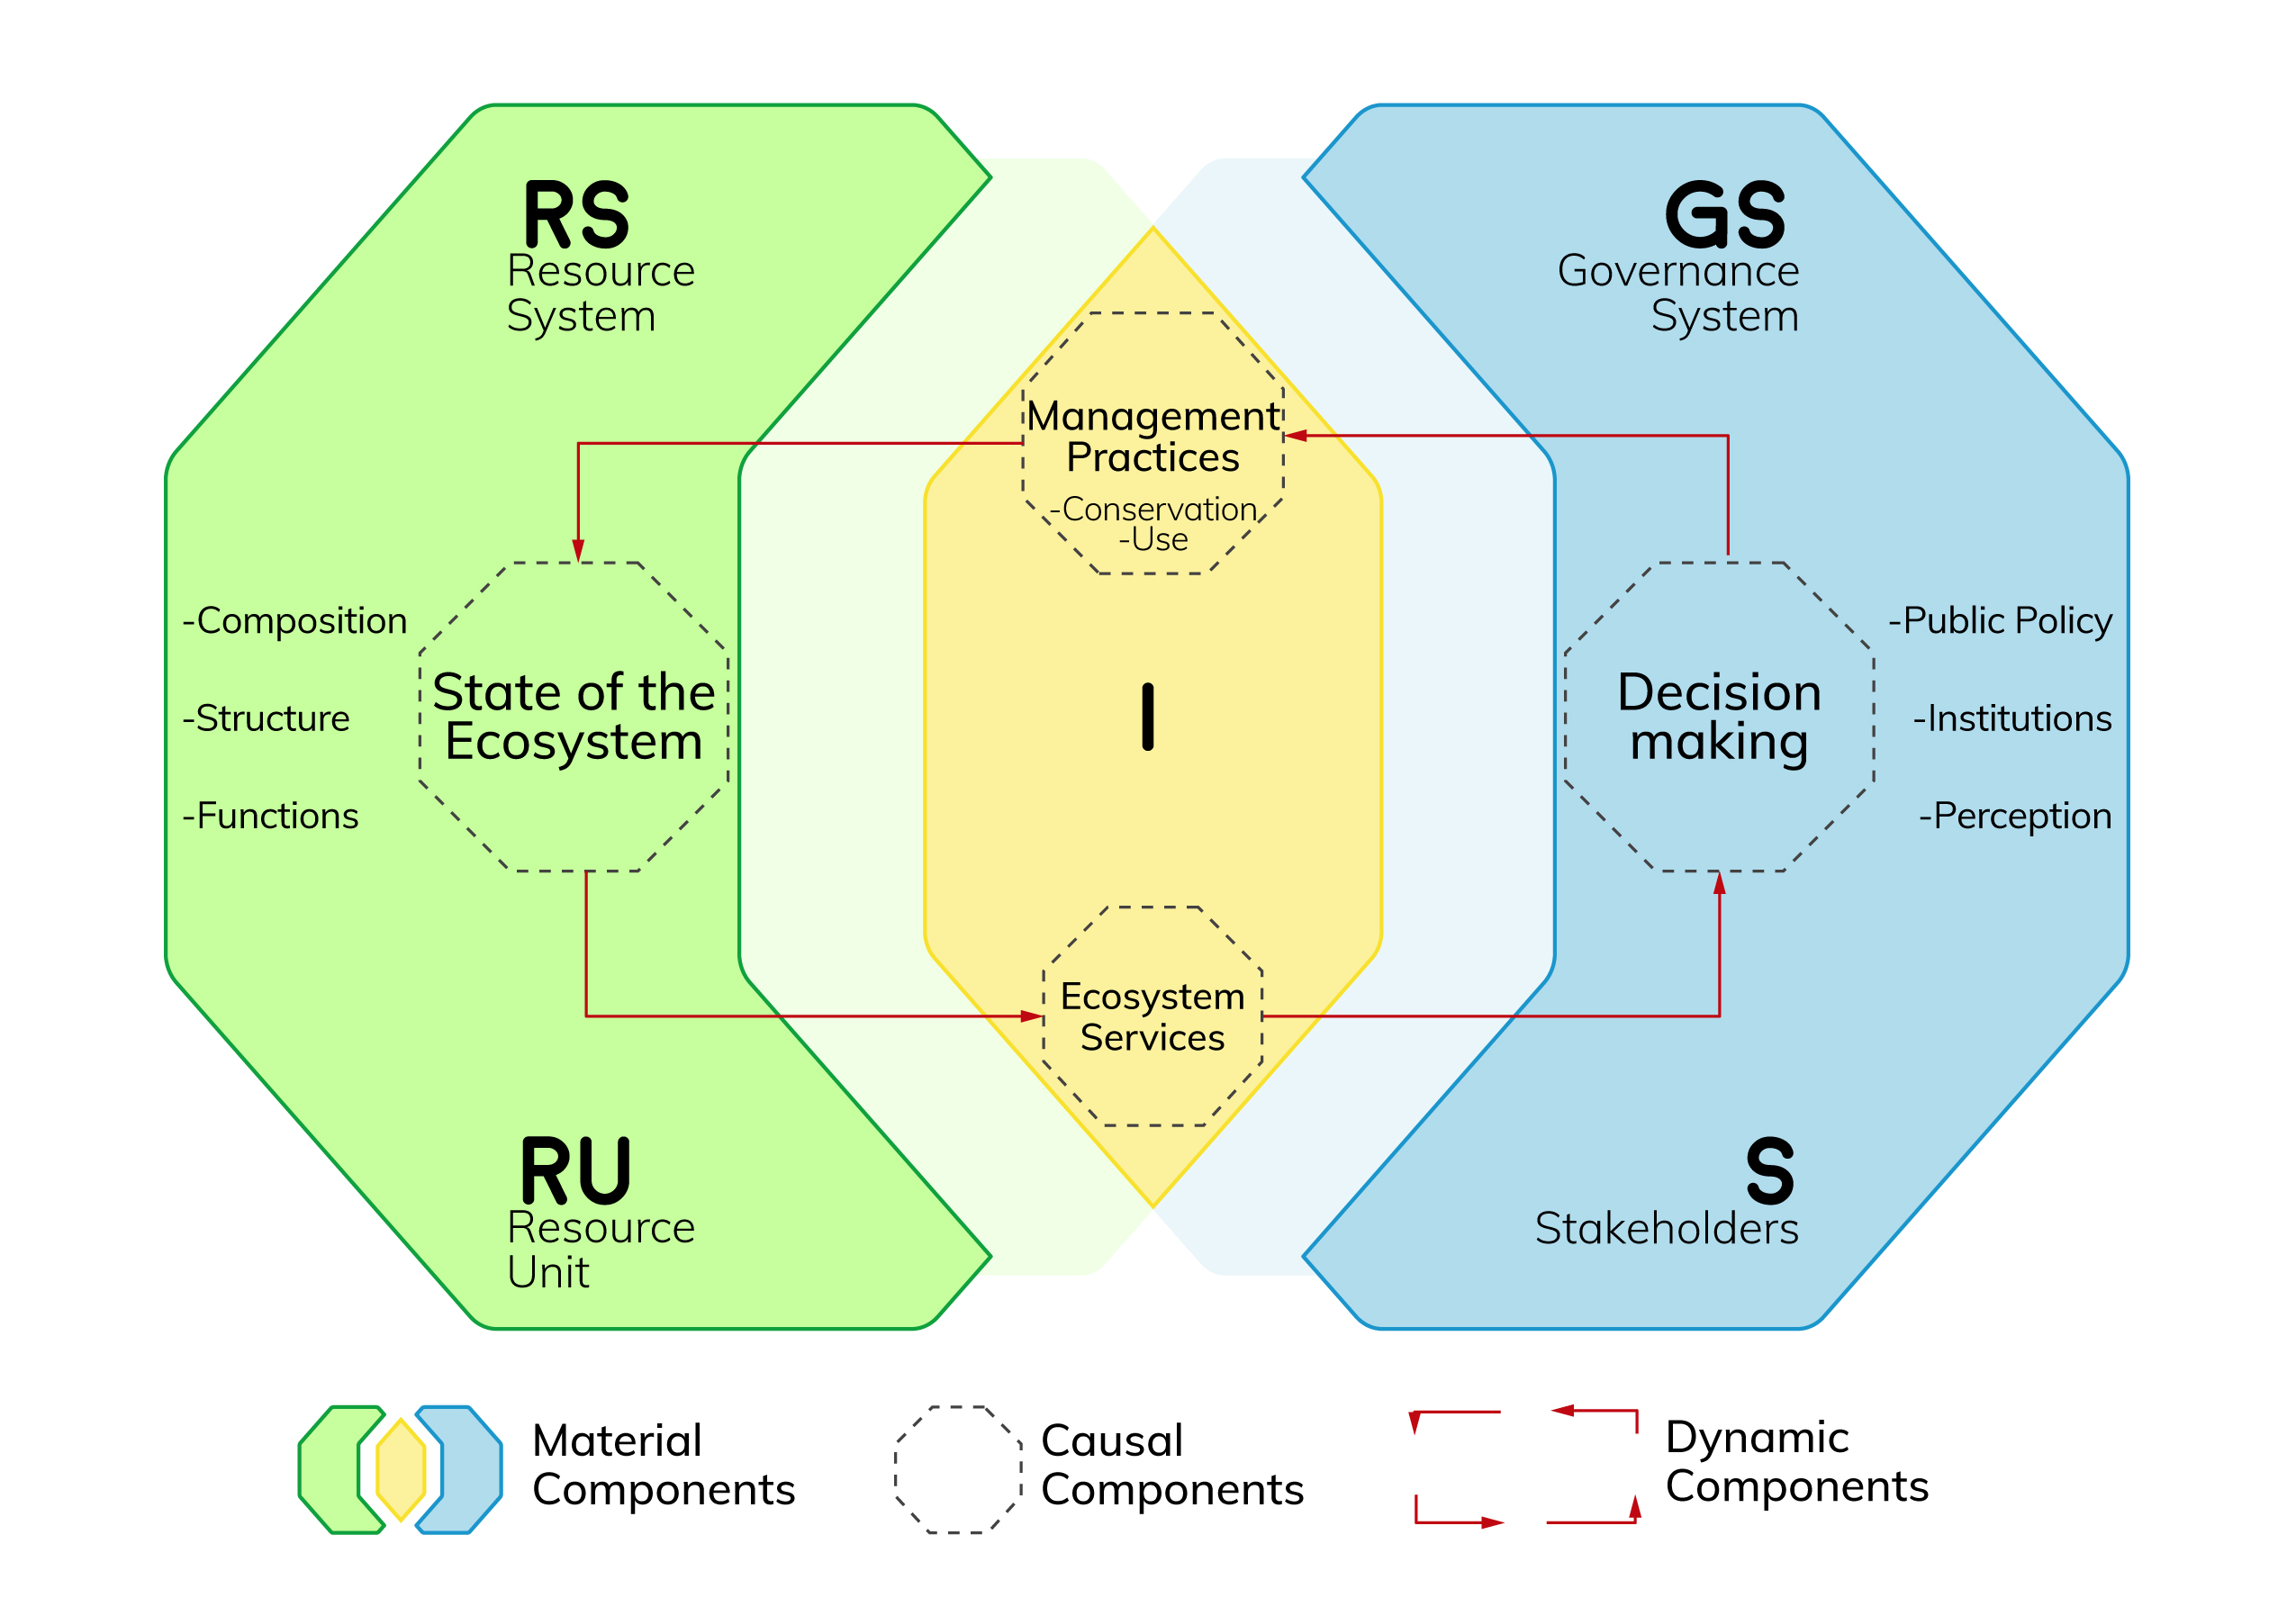 RS
Resource
System
GS
Governance
System
Management
Practices
-Conservation
-Use
-Composition
-Structure
-Functions
State of the
Ecosystem
I
Decision
making
-Public Policy
-Institutions
-Perception
Ecosystem
Services
RU
Resource
Unit
S
Stakeholders
Material
Components
Causal
Components
Dynamic
Components